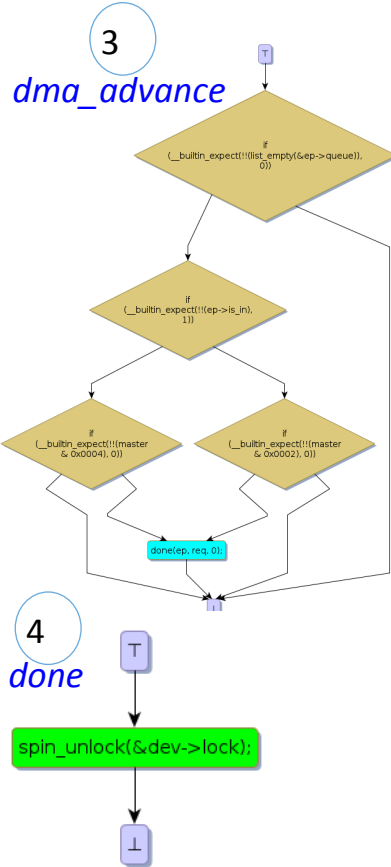 3
dma_advance
⊤
if
(__builtin_expect(!!(list_empty(&ep->queue)),
0))
if
(__builtin_expect(!!(ep->is_in),
1))
if
(__builtin_expect(!!(master
& 0x0004), 0))
if
(__builtin_expect(!!(master
& 0x0002), 0))
done(ep, req, 0);
⊥
4
done
⊤
spin_unlock(&dev->lock);
⊥